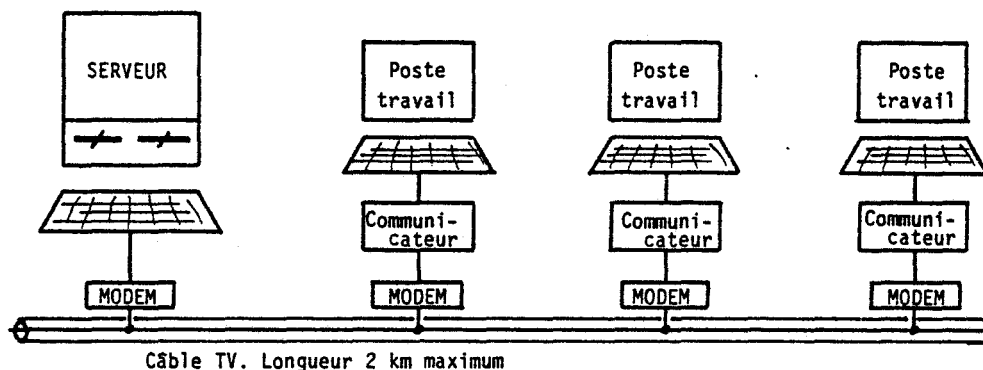 SERVEUR
Poste
travail
Poste
travail
Poste
travail
Communi-
cateur
Communi-
cateur
Communi-
cateur
MODEM
MODEM
MODEM
MODEM
Câble TV. Longueur 2 km maximum